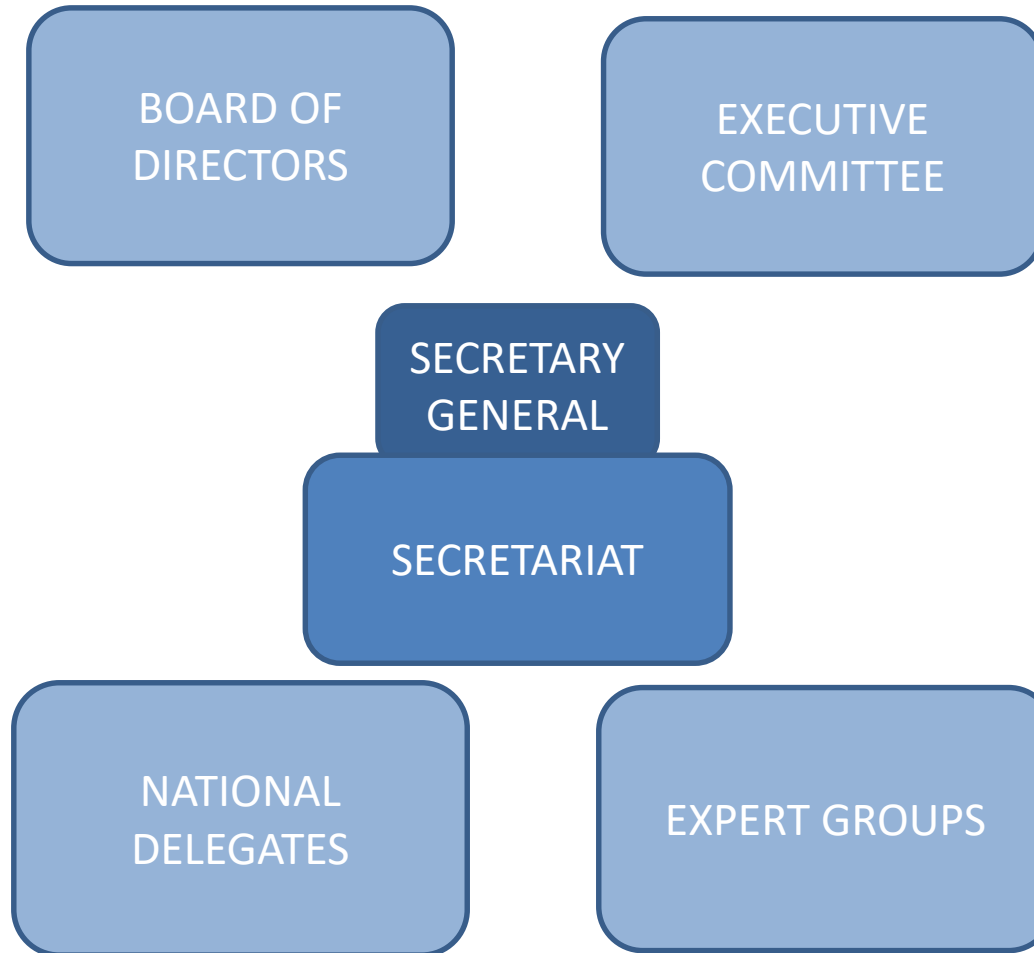 BOARD OF
DIRECTORS
EXECUTIVE
COMMITTEE
SECRETARY
GENERAL
SECRETARIAT
NATIONAL
DELEGATES
EXPERT GROUPS